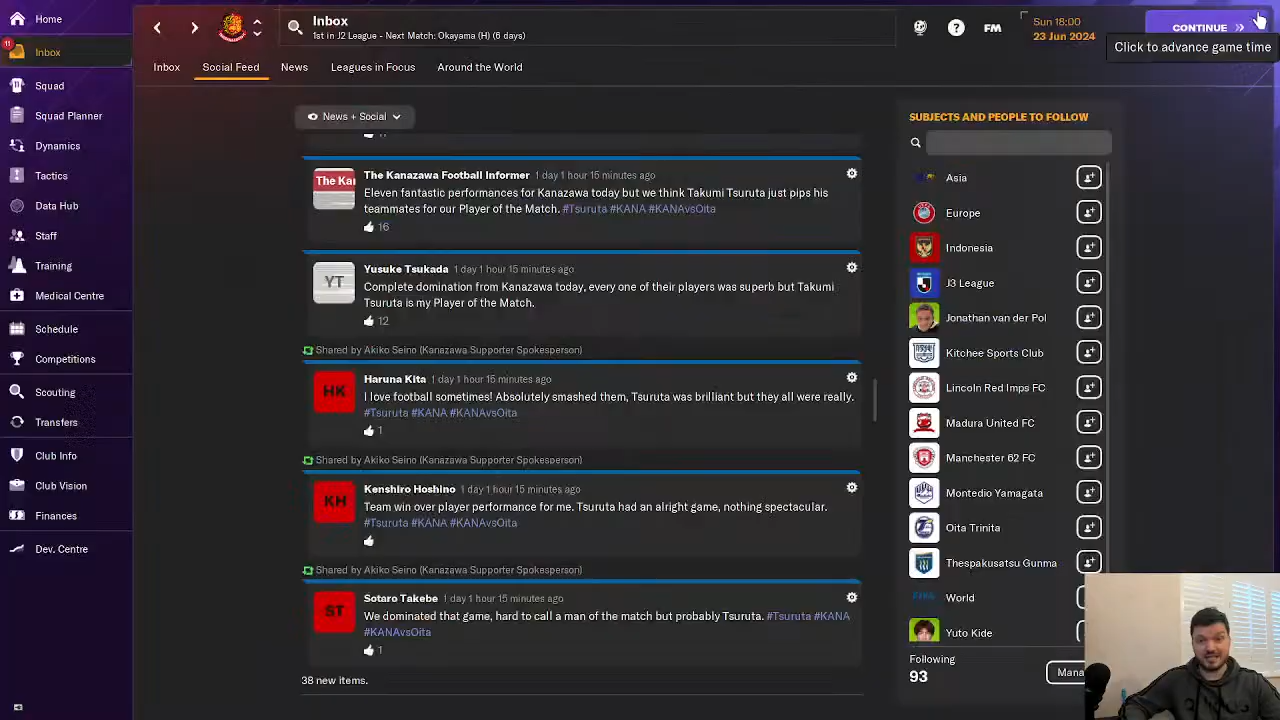 Home
11
Inbox
Squad
Squad Planner
Dynamics
Tactics
Data Hub
Staff
Training
Medical Centre
Schedule
Competitions
Scouting
Transfers
Club Info
Club Vision
Finances
Dev. Centre
Inbox
1st in J2 League - Next Match: Okayama (H) (7 days)
FM
Sun 18:00
23 Jun 2024
CONTINUE
Click to advance game time
Inbox
Social Feed
News
Leagues in Focus
Around the World
News + Social
The Kanazawa Football Informer 1 day 1 hour 15 minutes ago
Eleven fantastic performances for Kanazawa today but we think Takumi Tsuruta just pips his
teammates for our Player of the Match. #Tsuruta #KANA #KANAvsOita
16
YT
Yusuke Tsukada 1 day 1 hour 15 minutes ago
Complete domination from Kanazawa today, every one of their players was superb but Takumi
Tsuruta is my Player of the Match.
12
Shared by Akiko Seino (Kanazawa Supporter Spokesperson)
HK
Haruna Kita 1 day 1 hour 15 minutes ago
I love football sometimes! Absolutely smashed them, Tsuruta was brilliant but they all were really.
#Tsuruta #KANA #KANAvsOita
1
Shared by Akiko Seino (Kanazawa Supporter Spokesperson)
KH
Kenshiro Hoshino 1 day 1 hour 15 minutes ago
Team win over player performance for me. Tsuruta had an alright game, nothing spectacular.
#Tsuruta #KANA #KANAvsOita
Shared by Akiko Seino (Kanazawa Supporter Spokesperson)
ST
Sotaro Takebe 1 day 1 hour 15 minutes ago
We dominated that game, hard to call a man of the match but probably Tsuruta. #Tsuruta #KANA
#KANAvsOita
1
38 new items.
SUBJECTS AND PEOPLE TO FOLLOW
Asia
Europe
Indonesia
J3 League
Jonathan van der Pol
Kitchee Sports Club
Lincoln Red Imps FC
Madura United FC
Manchester 62 FC
Montedio Yamagata
Oita Trinita
Thespakusatsu Gunma
World
Yuto Kide
Following
93
Mana